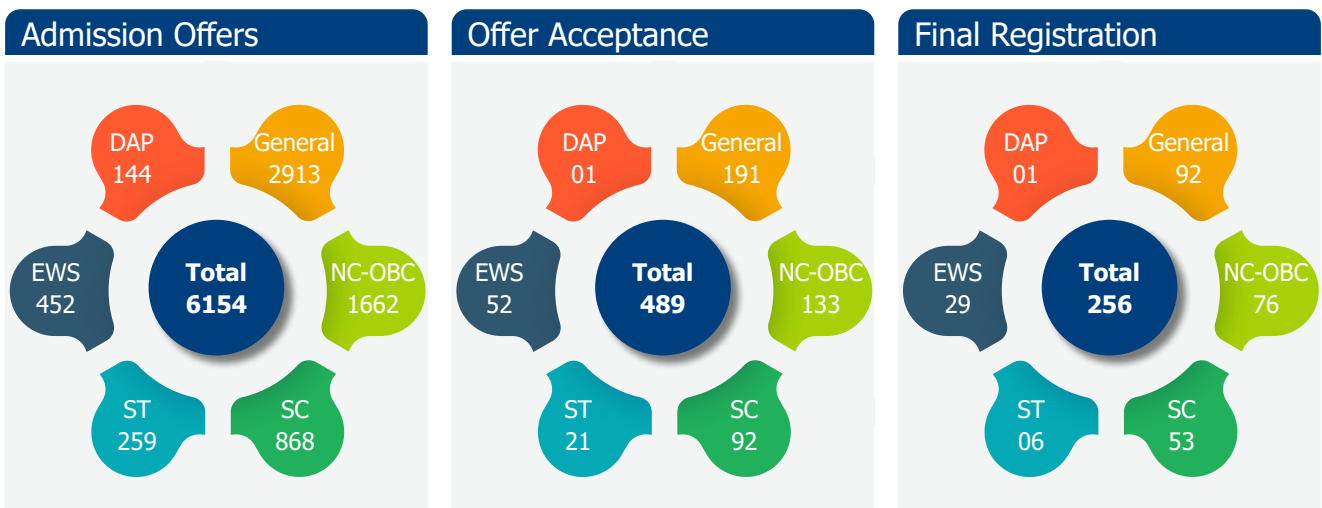 Admission Offers
DAP
144
General
2913
EWS
452
Total
6154
NC-OBC
1662
ST
259
SC
868
Offer Acceptance
DAP
01
General
191
EWS
52
Total
489
NC-OBC
133
ST
21
SC
92
Final Registration
DAP
01
General
92
EWS
29
Total
256
NC-OBC
76
ST
06
SC
53